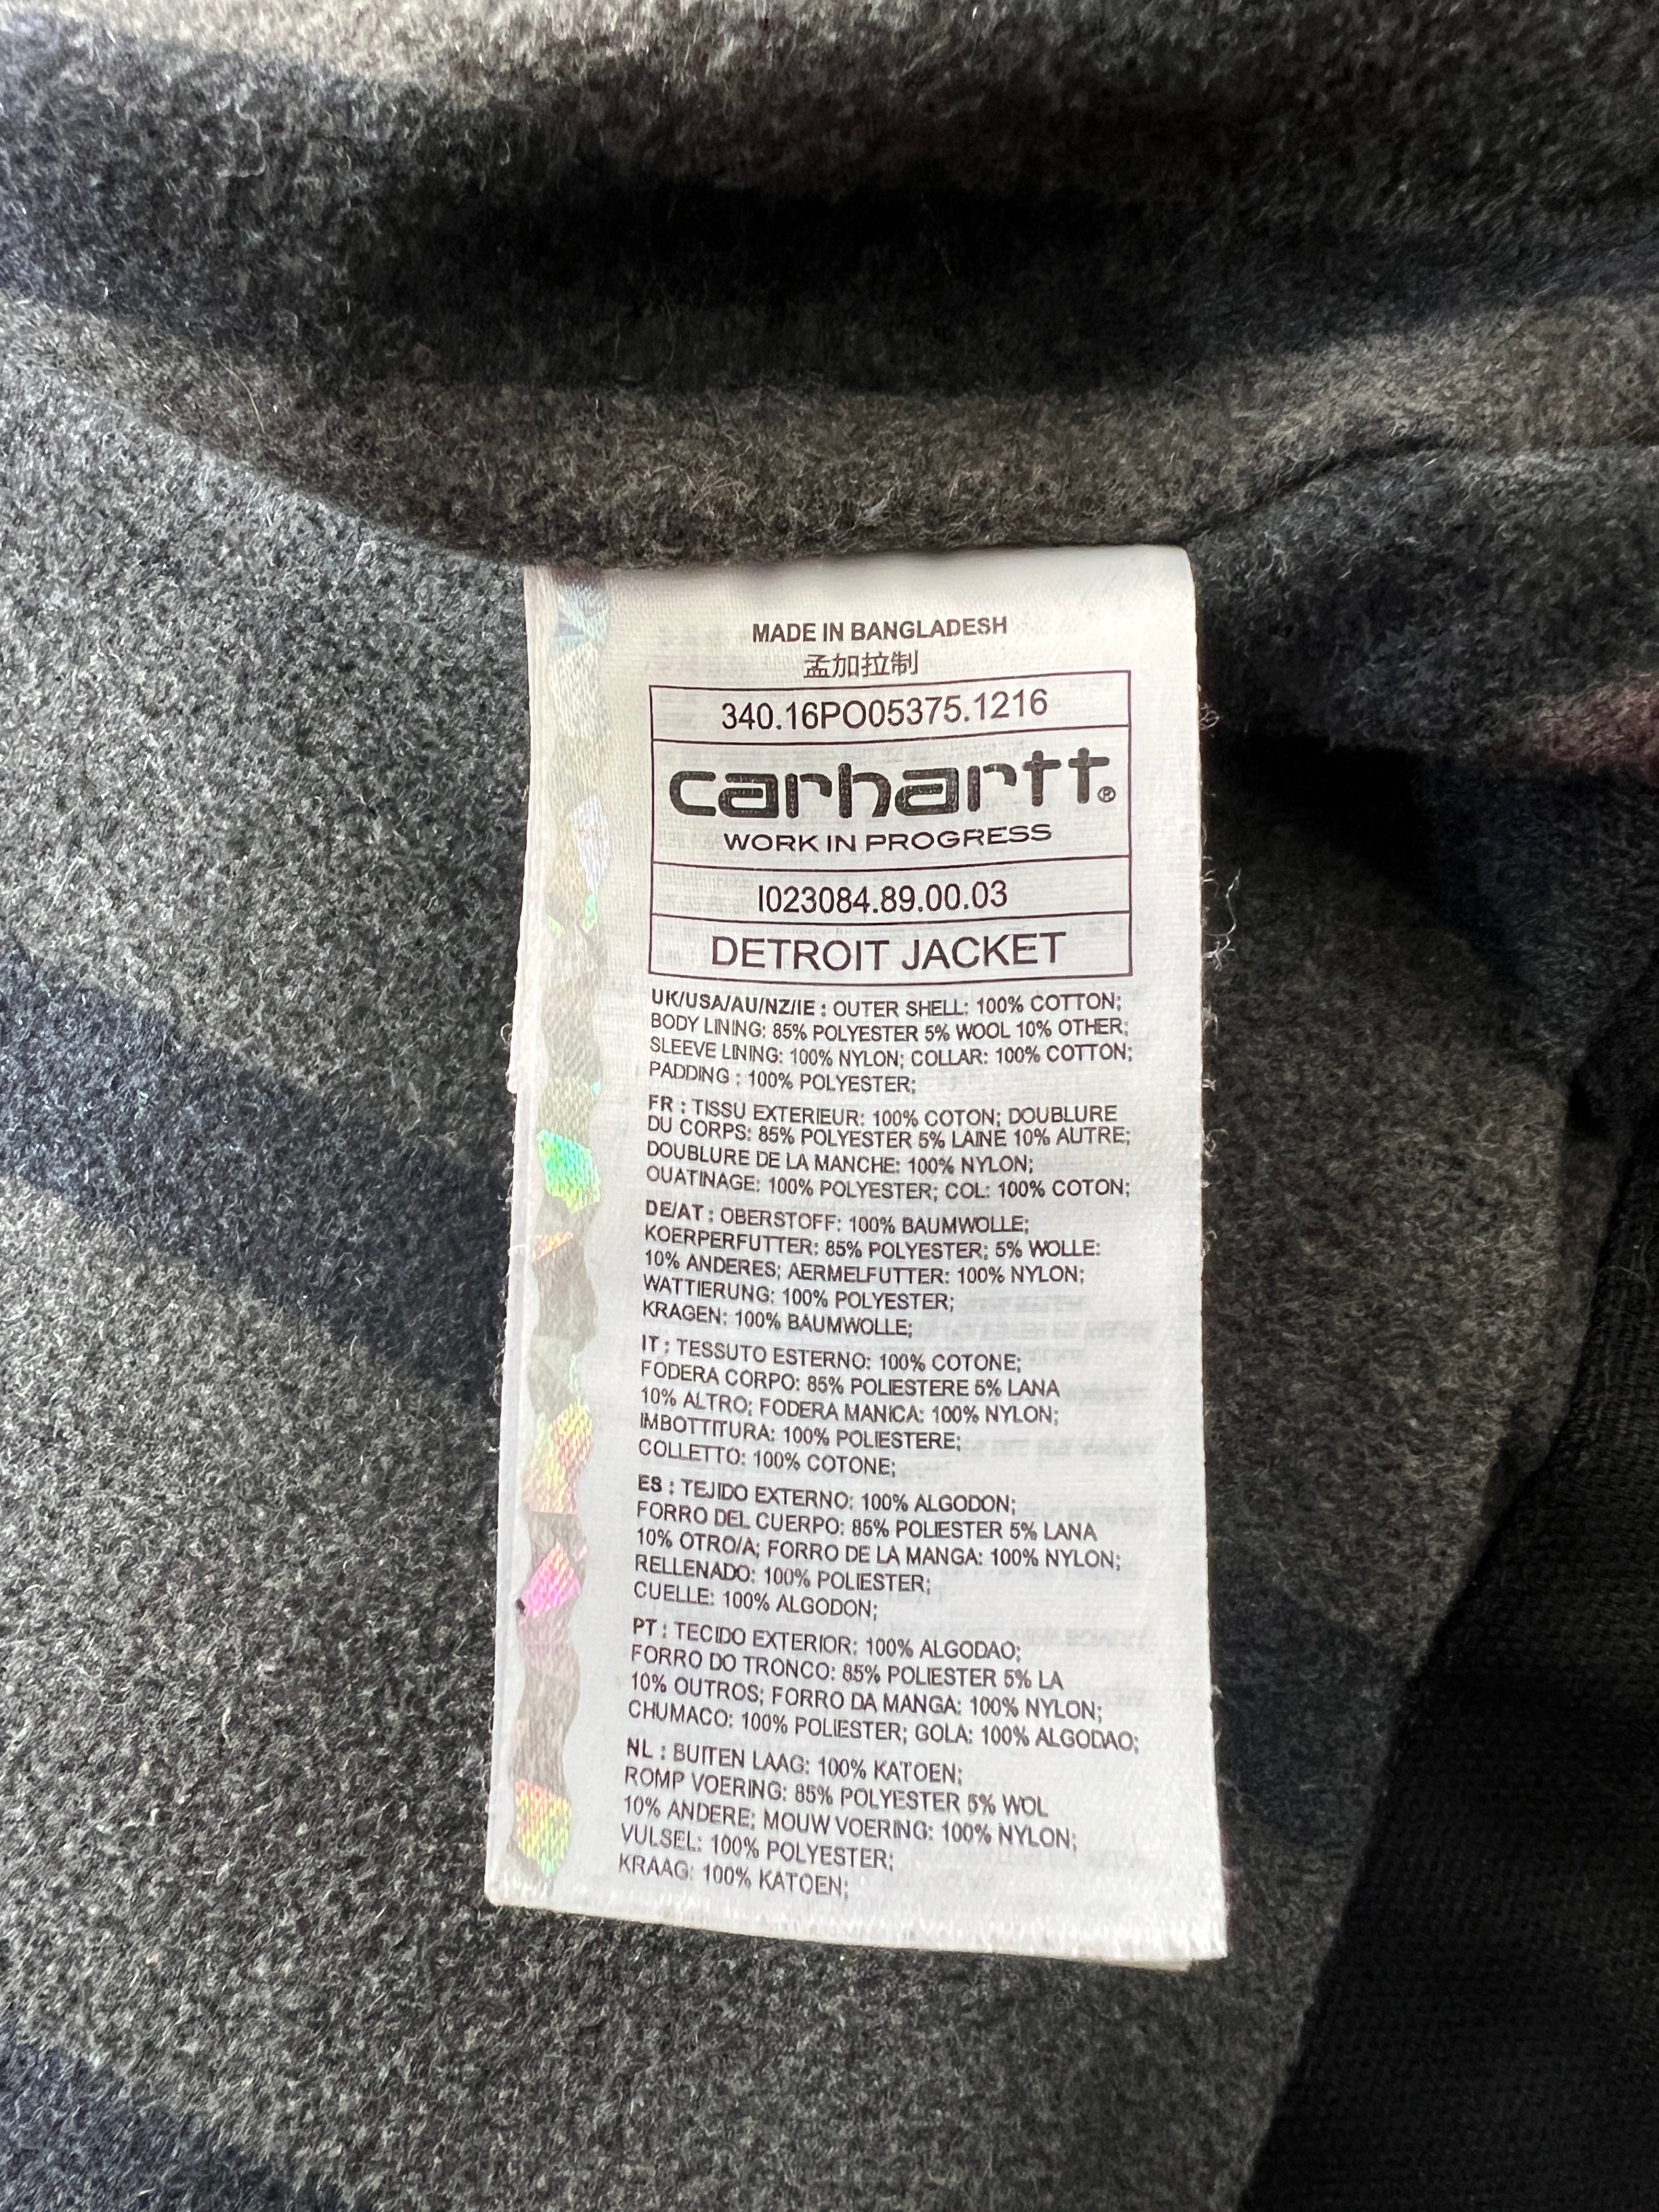 MADE IN BANGLADESH
孟加拉制
340.16PO05375.1216
carhartt®
WORK IN PROGRESS
I023084.89.00.03
DETROIT JACKET
UK/USA/AU/NZ/IE : OUTER SHELL: 100% COTTON;
BODY LINING: 85% POLYESTER 5% WOOL 10% OTHER;
SLEEVE LINING: 100% NYLON; COLLAR: 100% COTTON;
PADDING : 100% POLYESTER;
FR : TISSU EXTERIEUR: 100% COTON; DOUBLURE
DU CORPS: 85% POLYESTER 5% LAINE 10% AUTRE;
DOUBLURE DE LA MANCHE: 100% NYLON;
OUATINAGE: 100% POLYESTER; COL: 100% COTON;
DE/AT : OBERSTOFF: 100% BAUMWOLLE;
KOERPERFUTTER: 85% POLYESTER; 5% WOLLE:
10% ANDERES; AERMELFUTTER: 100% NYLON;
WATTIERUNG: 100% POLYESTER;
KRAGEN: 100% BAUMWOLLE;
IT : TESSUTO ESTERNO: 100% COTONE;
FODERA CORPO: 85% POLIESTERE 5% LANA
10% ALTRO; FODERA MANICA: 100% NYLON;
IMBOTTITURA: 100% POLIESTERE;
COLLETTO: 100% COTONE;
ES : TEJIDO EXTERNO: 100% ALGODON;
FORRO DEL CUERPO: 85% POLIESTER 5% LANA
10% OTRO/A; FORRO DE LA MANGA: 100% NYLON;
RELLENADO: 100% POLIESTER;
CUELLE: 100% ALGODON;
PT : TECIDO EXTERIOR: 100% ALGODAO;
FORRO DO TRONCO: 85% POLIESTER 5% LA
10% OUTROS; FORRO DA MANGA: 100% NYLON;
CHUMACO: 100% POLIESTER; GOLA: 100% ALGODAO;
NL : BUITEN LAAG: 100% KATOEN;
ROMP VOERING: 85% POLYESTER 5% WOL
10% ANDERE; MOUW VOERING: 100% NYLON;
VULSEL: 100% POLYESTER;
KRAAG: 100% KATOEN;